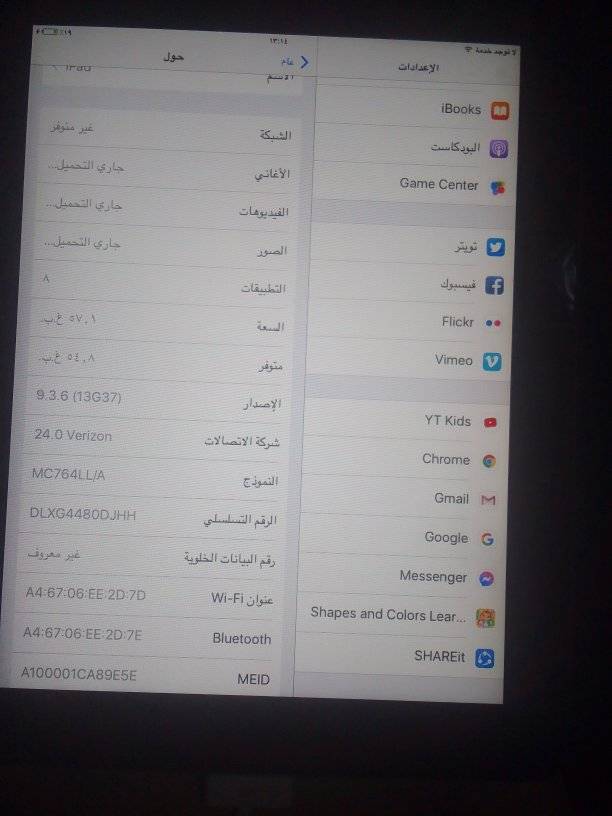 لا توجد خدمة
١٣:١٤
٪١٩
الإعدادات
iBooks
البودكاست
Game Center
تويتر
فيسبوك
Flickr
Vimeo
YT Kids
Chrome
Gmail
Google
Messenger
Shapes and Colors Lear...
SHAREit
عام
حول
الاسم iPad
الشبكة غير متوفر
الأغاني جاري التحميل...
الفيديوهات جاري التحميل...
الصور جاري التحميل...
التطبيقات ٨
السعة ٥٧,١ غ.ب.
متوفر ٥٤,٨ غ.ب.
الإصدار 9.3.6 (13G37)
شركة الاتصالات 24.0 Verizon
النموذج MC764LL/A
الرقم التسلسلي DLXG4480DJHH
رقم البيانات الخلوية غير معروف
عنوان Wi-Fi A4:67:06:EE:2D:7D
Bluetooth A4:67:06:EE:2D:7E
MEID A100001CA89E5E